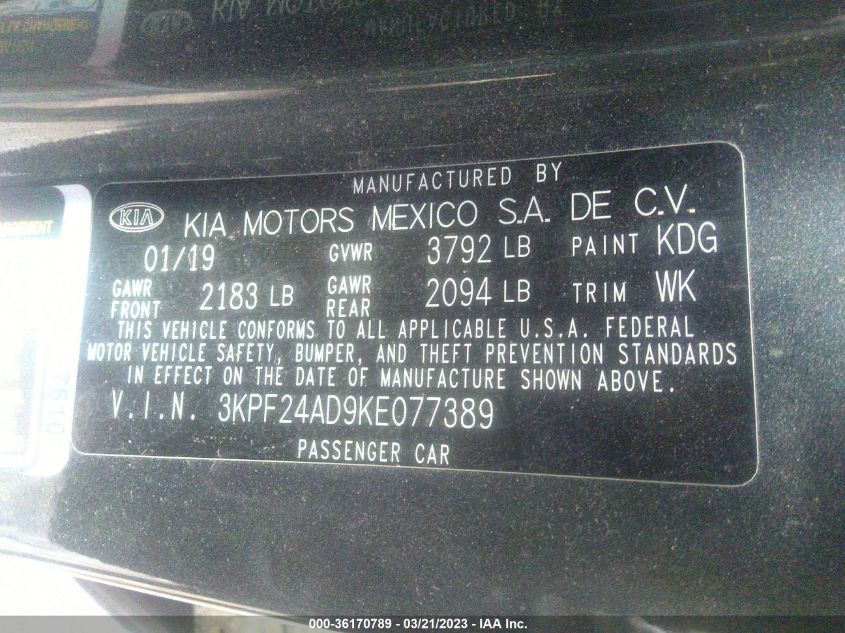 MANUFACTURED BY
KIA KIA MOTORS MEXICO S.A. DE C.V.
01/19 GVWR 3792 LB PAINT KDG
GAWR FRONT 2183 LB GAWR REAR 2094 LB TRIM WK
THIS VEHICLE CONFORMS TO ALL APPLICABLE U.S.A. FEDERAL
MOTOR VEHICLE SAFETY, BUMPER, AND THEFT PREVENTION STANDARDS
IN EFFECT ON THE DATE OF MANUFACTURE SHOWN ABOVE.
V.I.N. 3KPF24AD9KE077389
PASSENGER CAR
7610
000-36170789 - 03/21/2023 - IAA Inc.